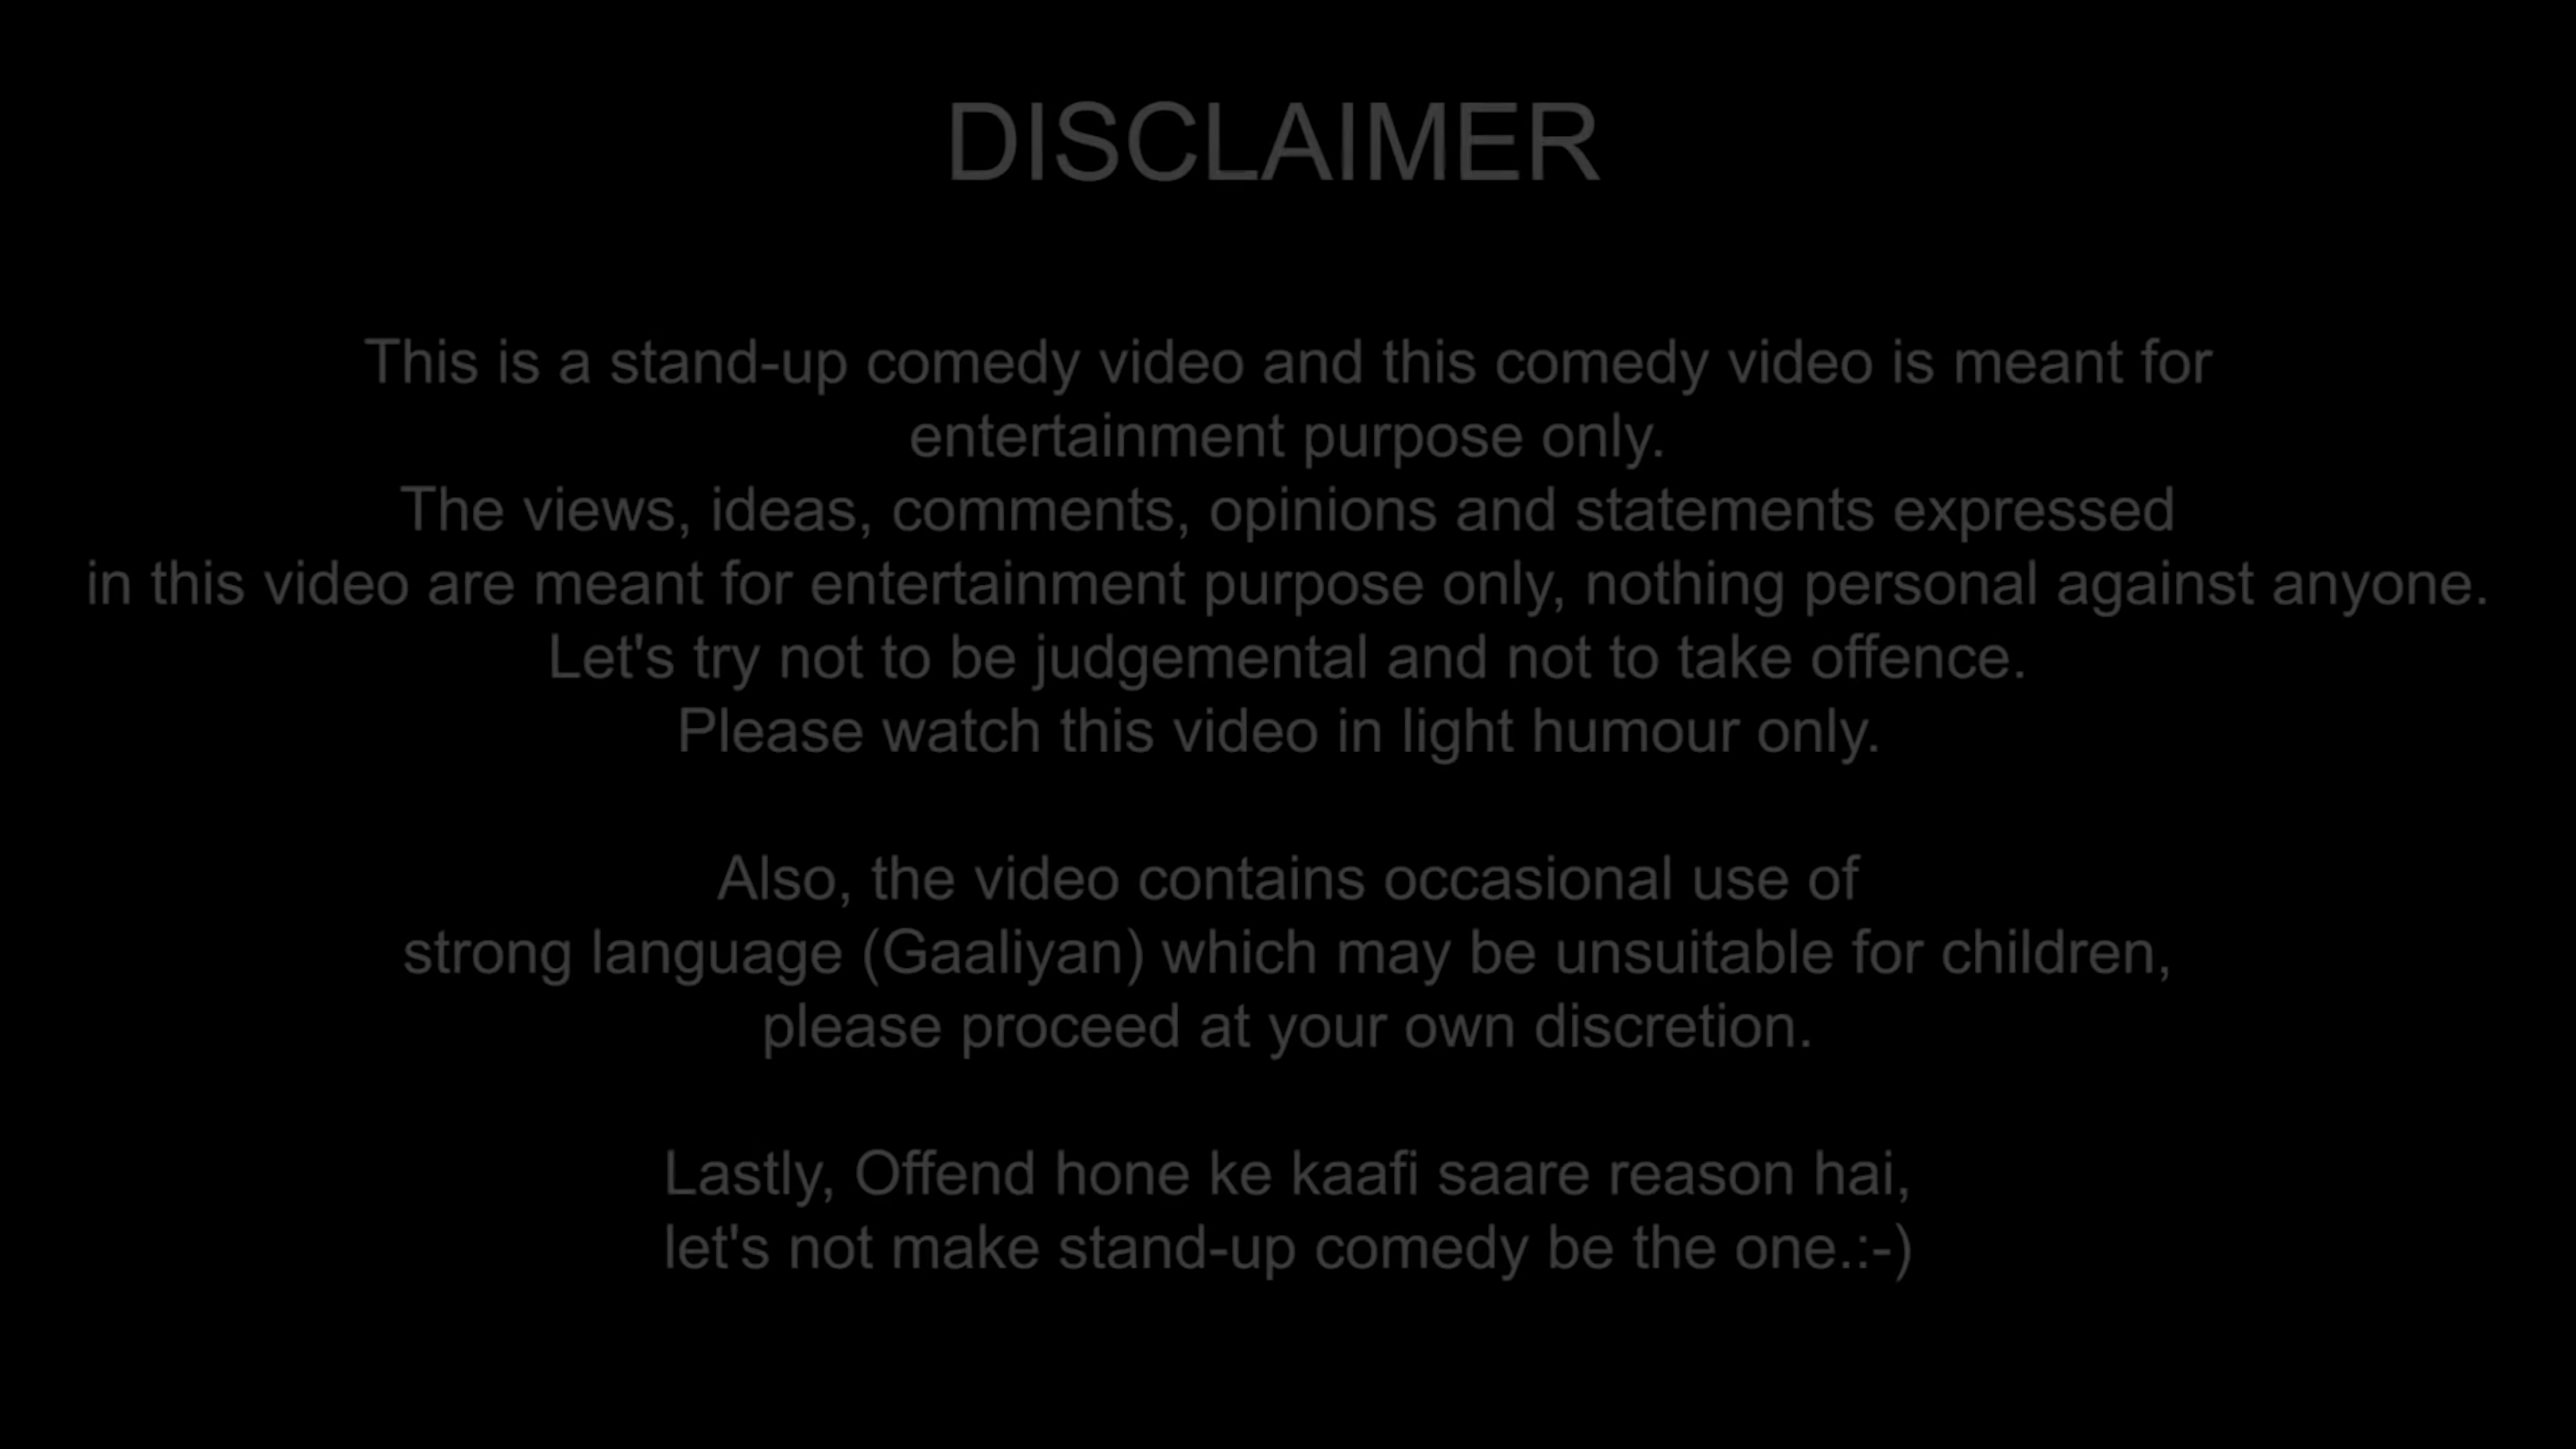 DISCLAIMER
This is a stand-up comedy video and this comedy video is meant for
entertainment purpose only.
The views, ideas, comments, opinions and statements expressed
in this video are meant for entertainment purpose only, nothing personal against anyone.
Let's try not to be judgemental and not to take offence.
Please watch this video in light humour only.
Also, the video contains occasional use of
strong language (Gaaliyan) which may be unsuitable for children,
please proceed at your own discretion.
Lastly, Offend hone ke kaafi saare reason hai,
let's not make stand-up comedy be the one.:-)